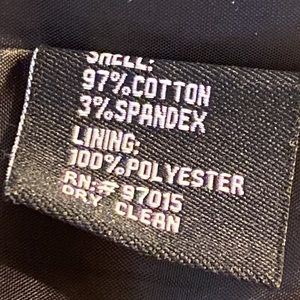 SHELL:
97%COTTON
3%SPANDEX
LINING:
100%POLYESTER
RN:# 97015
DRY CLEAN